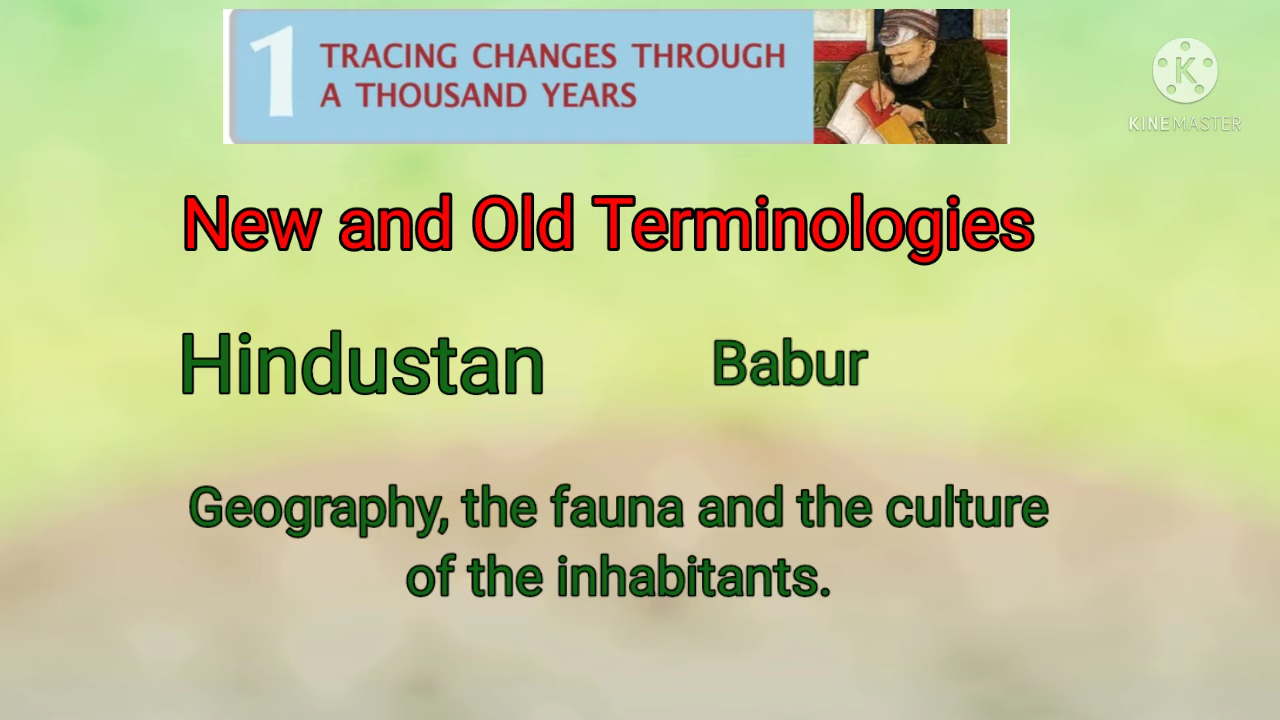 1 TRACING CHANGES THROUGH
A THOUSAND YEARS
K
KINEMASTER
New and Old Terminologies
Hindustan Babur
Geography, the fauna and the culture
of the inhabitants.